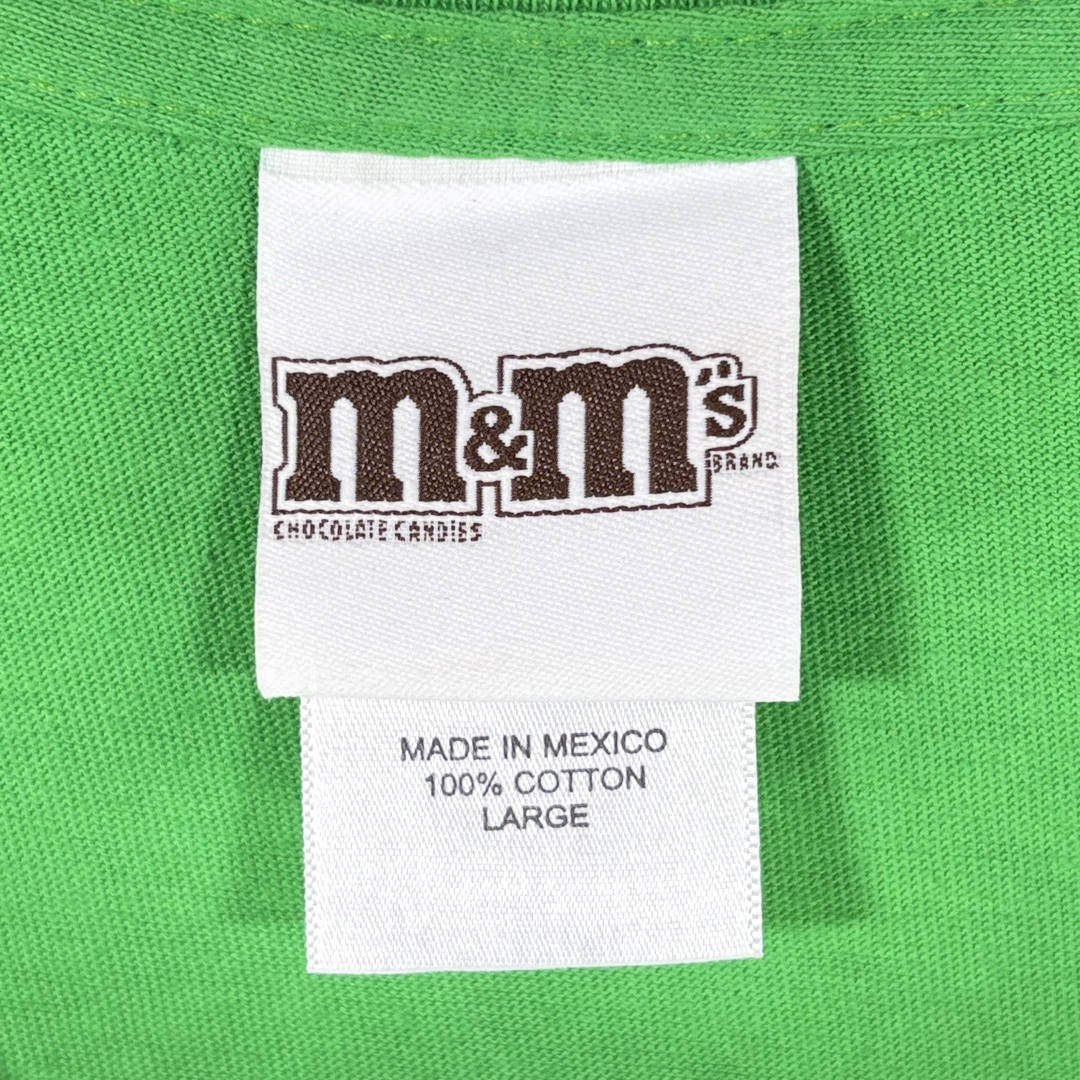 m&m's
BRAND
CHOCOLATE CANDIES
MADE IN MEXICO
100% COTTON
LARGE